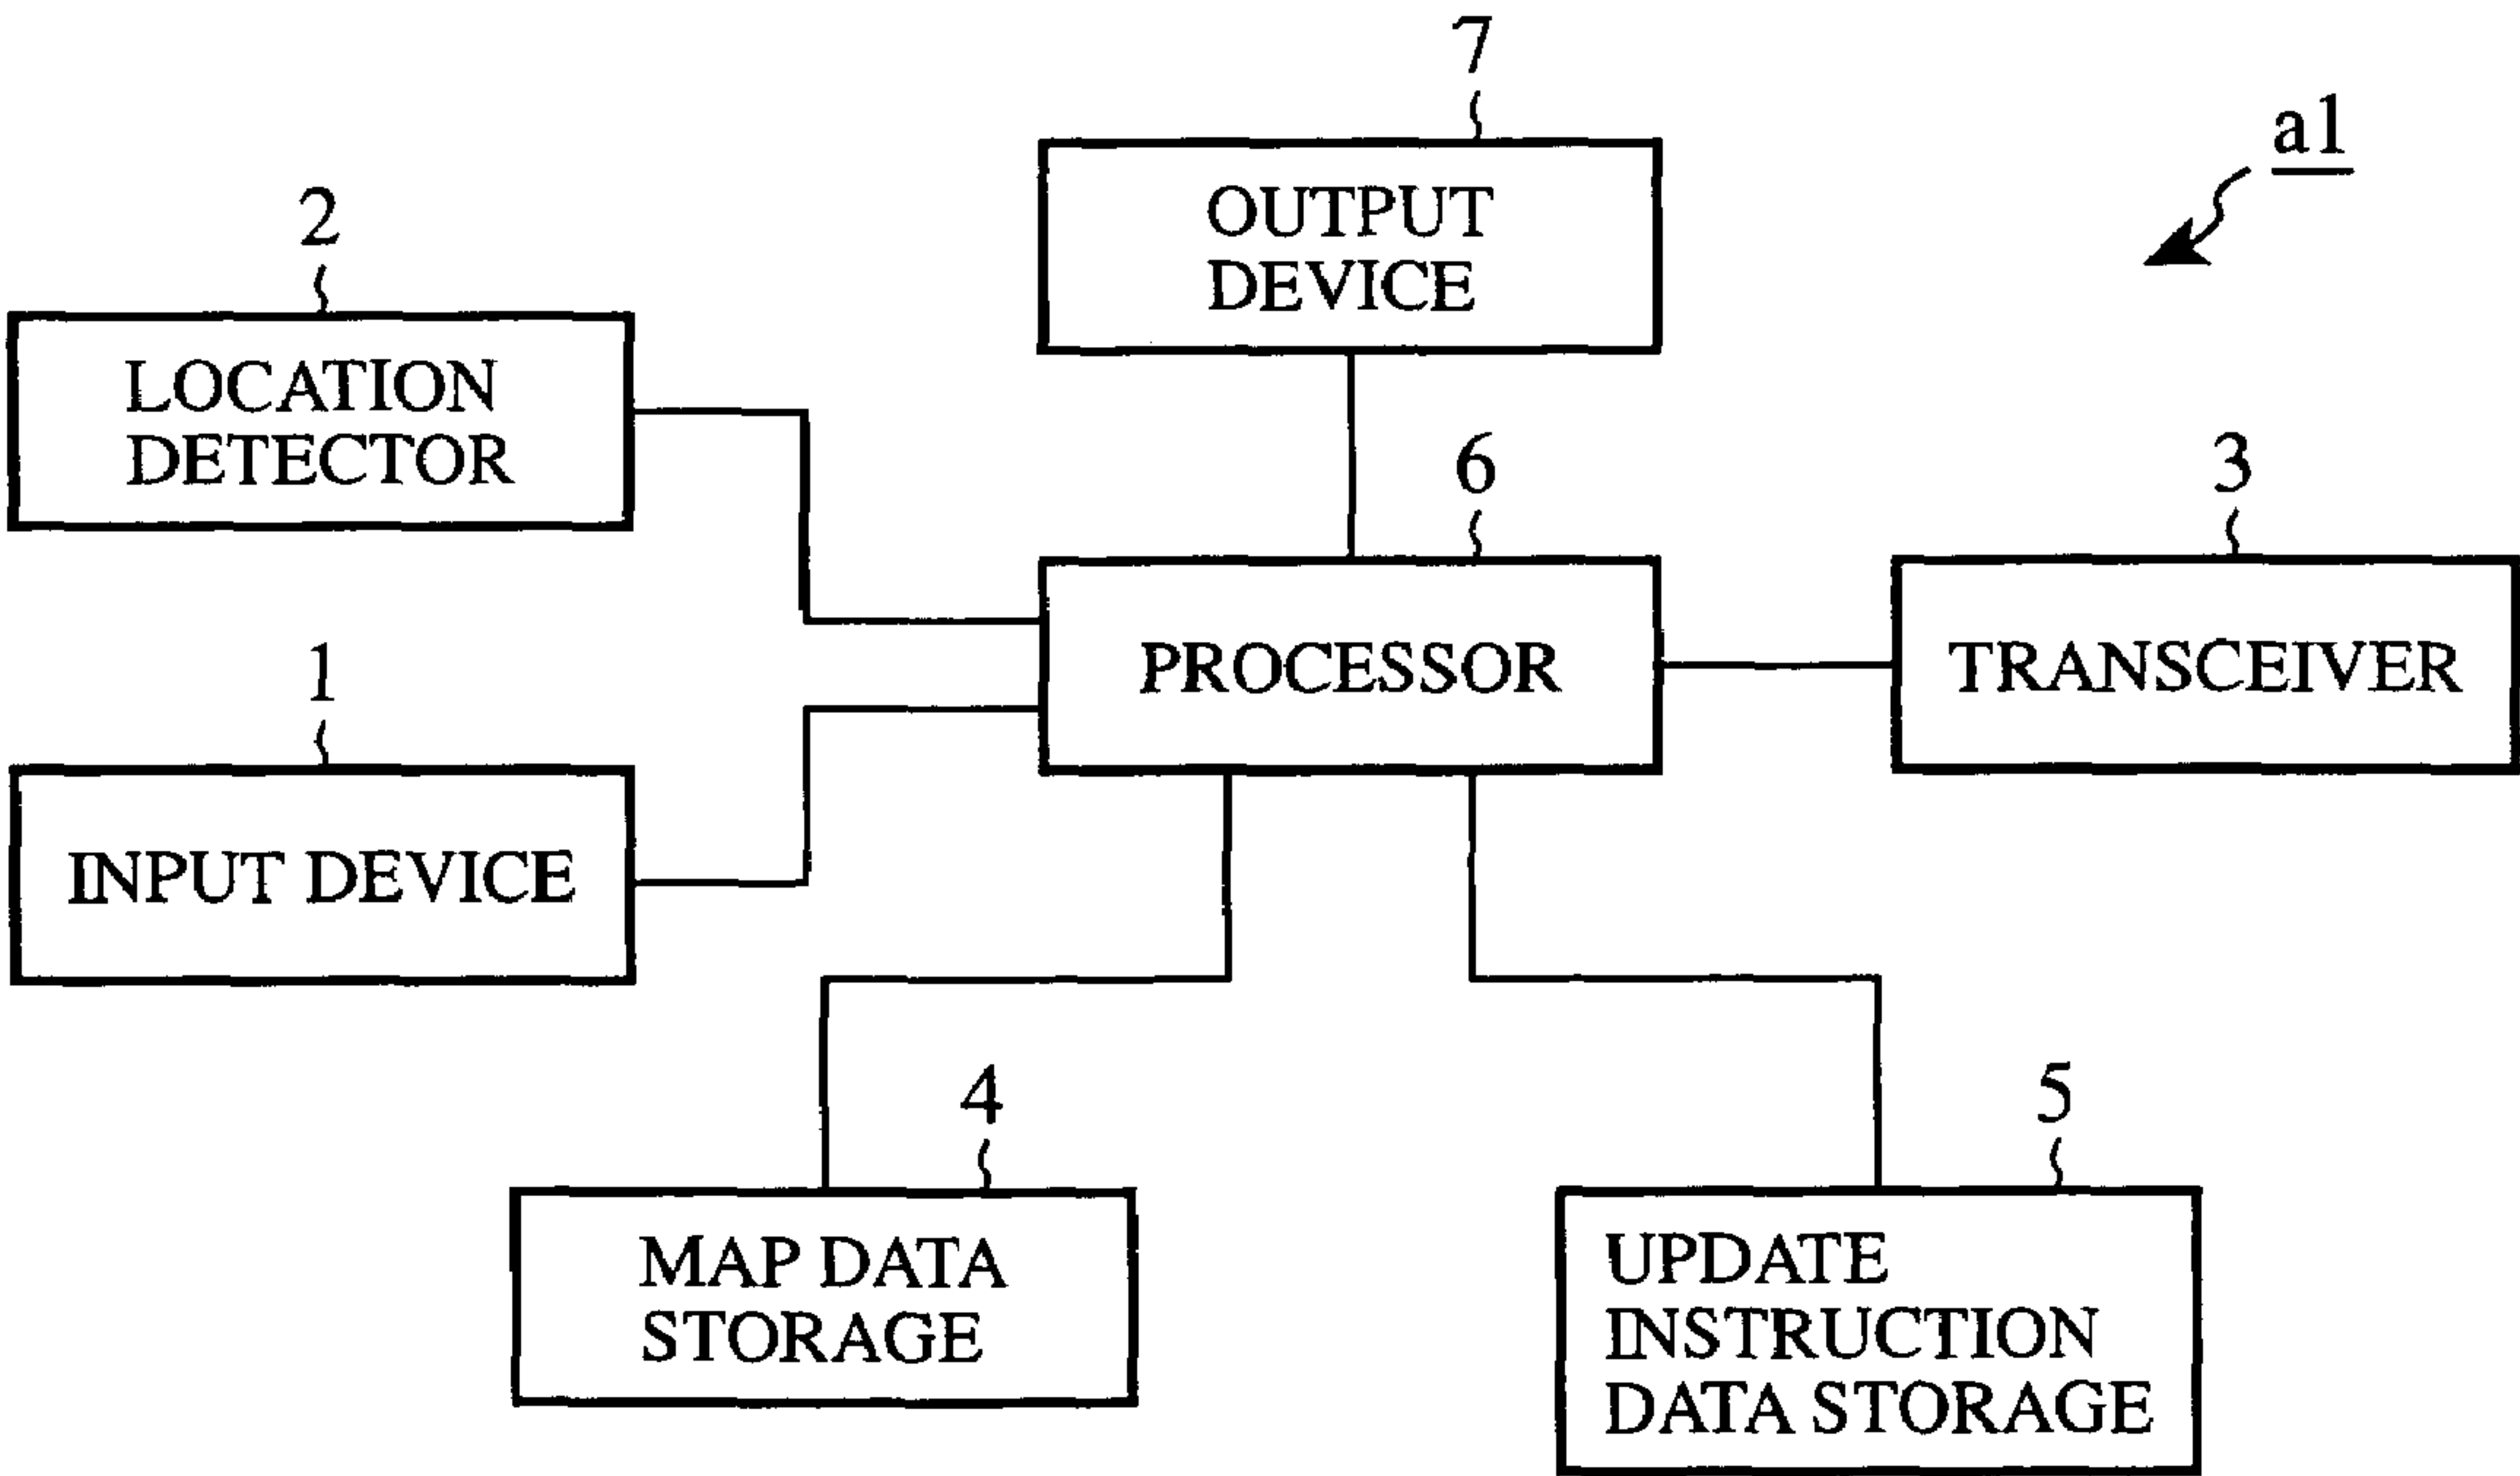 7
a1
OUTPUT
DEVICE
2
LOCATION
DETECTOR
6
PROCESSOR
3
TRANSCEIVER
1
INPUT DEVICE
4
MAP DATA
STORAGE
5
UPDATE
INSTRUCTION
DATA STORAGE